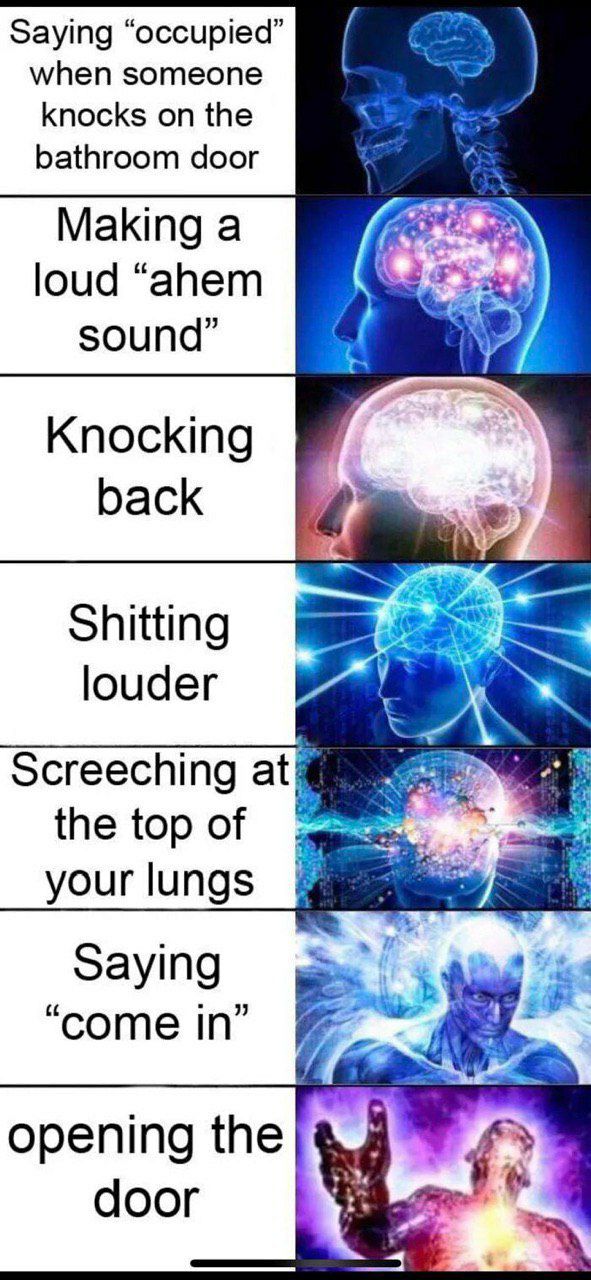 Saying “occupied”
when someone
knocks on the
bathroom door
Making a
loud “ahem
sound”
Knocking
back
Shitting
louder
Screeching at
the top of
your lungs
Saying
“come in”
opening the
door